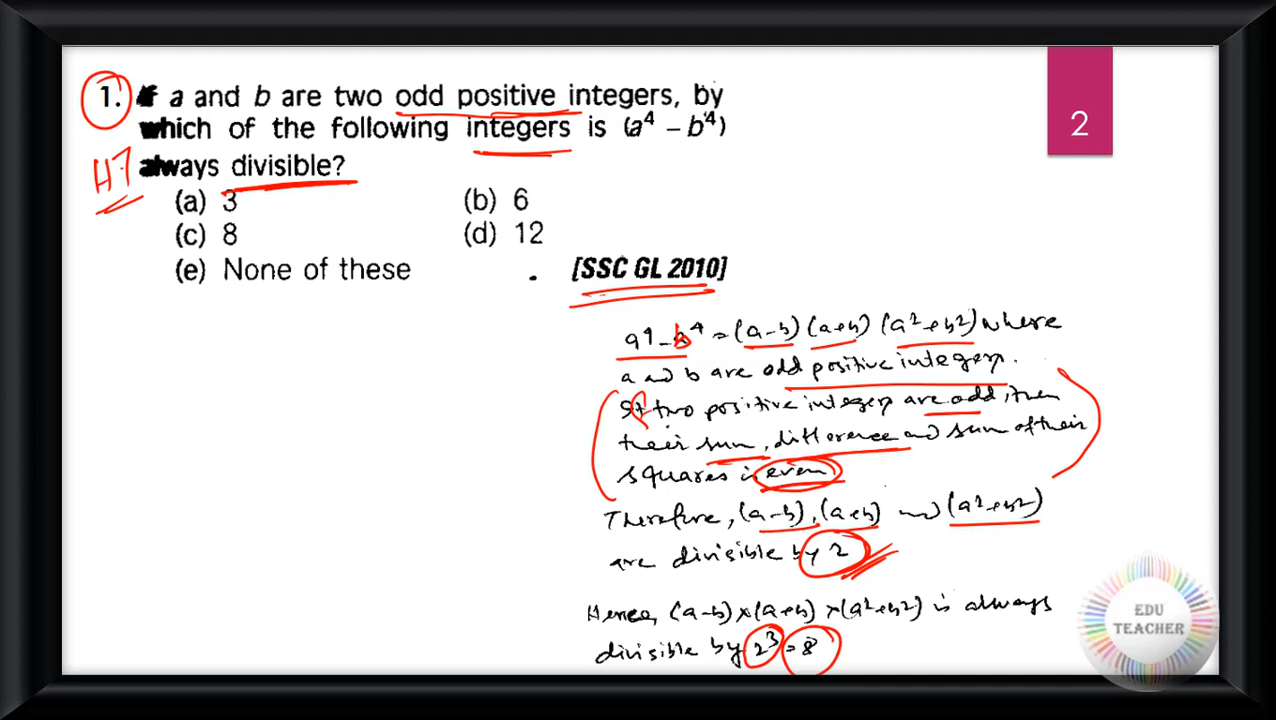 1. If a and b are two odd positive integers, by
which of the following integers is (a⁴ – b⁴)
47 always divisible?
(a) 3 (b) 6
(c) 8 (d) 12
(e) None of these . [SSC GL 2010]
2
a⁴-b⁴ = (a-b) (a+b) (a²+b²) where
a and b are odd positive integers.
If two positive integers are odd, then
their sum, difference and sum of their
squares is even
Therefore, (a-b), (a+b) and (a²+b²)
are divisible by 2
Hence, (a-b)×(a+b)×(a²+b²) is always
divisible by 2³=8
EDU
TEACHER